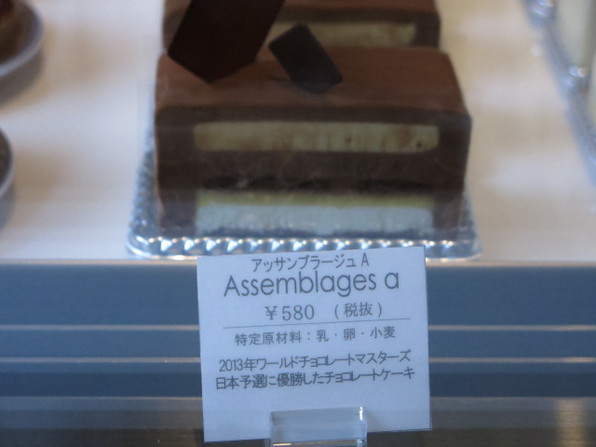 アッサンブラージュ A
Assemblages a
￥580 (税抜)
特定原材料：乳・卵・小麦
2013年ワールドチョコレートマスターズ
日本予選に優勝したチョコレートケーキ